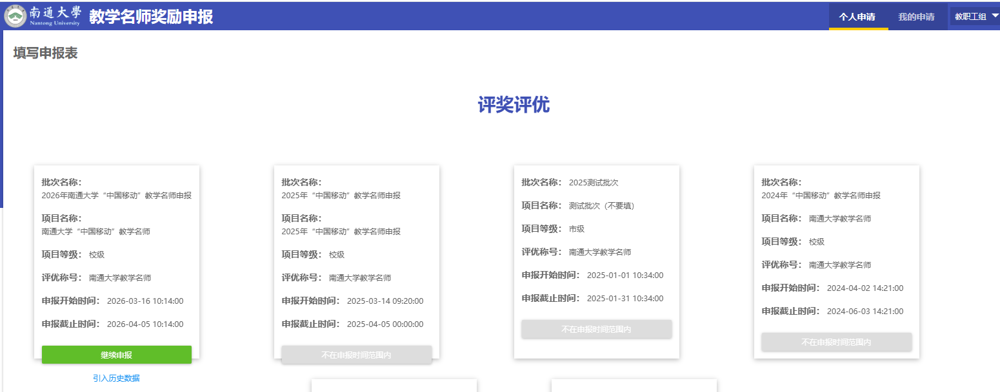 南通大學
Nantong University
教学名师奖励申报
个人申请
我的申请
教职工组
填写申报表
评奖评优
批次名称：
2026年南通大学“中国移动”教学名师申报
项目名称：
南通大学“中国移动”教学名师
项目等级： 校级
评优称号： 南通大学教学名师
申报开始时间： 2026-03-16 10:14:00
申报截止时间： 2026-04-05 10:14:00
继续申报
引入历史数据
批次名称：
2025年“中国移动”教学名师申报
项目名称：
2025年“中国移动”教学名师申报
项目等级： 校级
评优称号： 南通大学教学名师
申报开始时间： 2025-03-14 09:20:00
申报截止时间： 2025-04-05 00:00:00
不在申报时间范围内
批次名称： 2025测试批次
项目名称： 测试批次（不要填）
项目等级： 市级
评优称号： 南通大学教学名师
申报开始时间： 2025-01-01 10:34:00
申报截止时间： 2025-01-31 10:34:00
不在申报时间范围内
批次名称：
2024年“中国移动”教学名师申报
项目名称： 南通大学教学名师
项目等级： 校级
评优称号： 南通大学教学名师
申报开始时间： 2024-04-02 14:21:00
申报截止时间： 2024-06-03 14:21:00
不在申报时间范围内